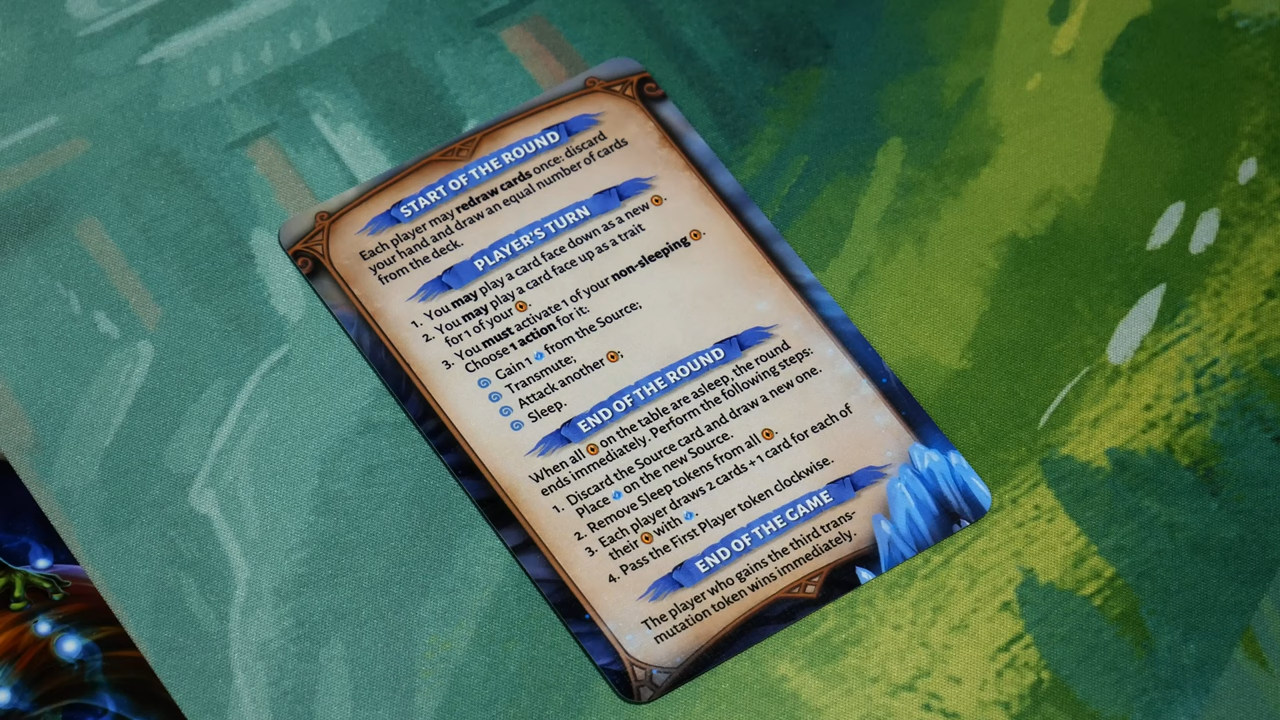 START OF THE ROUND
Each player may redraw cards once: discard
your hand and draw an equal number of cards
from the deck.
PLAYER'S TURN
1. You may play a card face down as a new .
2. You may play a card face up as a trait
for 1 of your .
3. You must activate 1 of your non-sleeping .
Choose 1 action for it:
Gain 1 from the Source;
Transmute;
Attack another ;
Sleep.
END OF THE ROUND
When all on the table are asleep, the round
ends immediately. Perform the following steps:
1. Discard the Source card and draw a new one.
Place on the new Source.
2. Remove Sleep tokens from all .
3. Each player draws 2 cards + 1 card for each of
their with .
4. Pass the First Player token clockwise.
END OF THE GAME
The player who gains the third trans-
mutation token wins immediately.